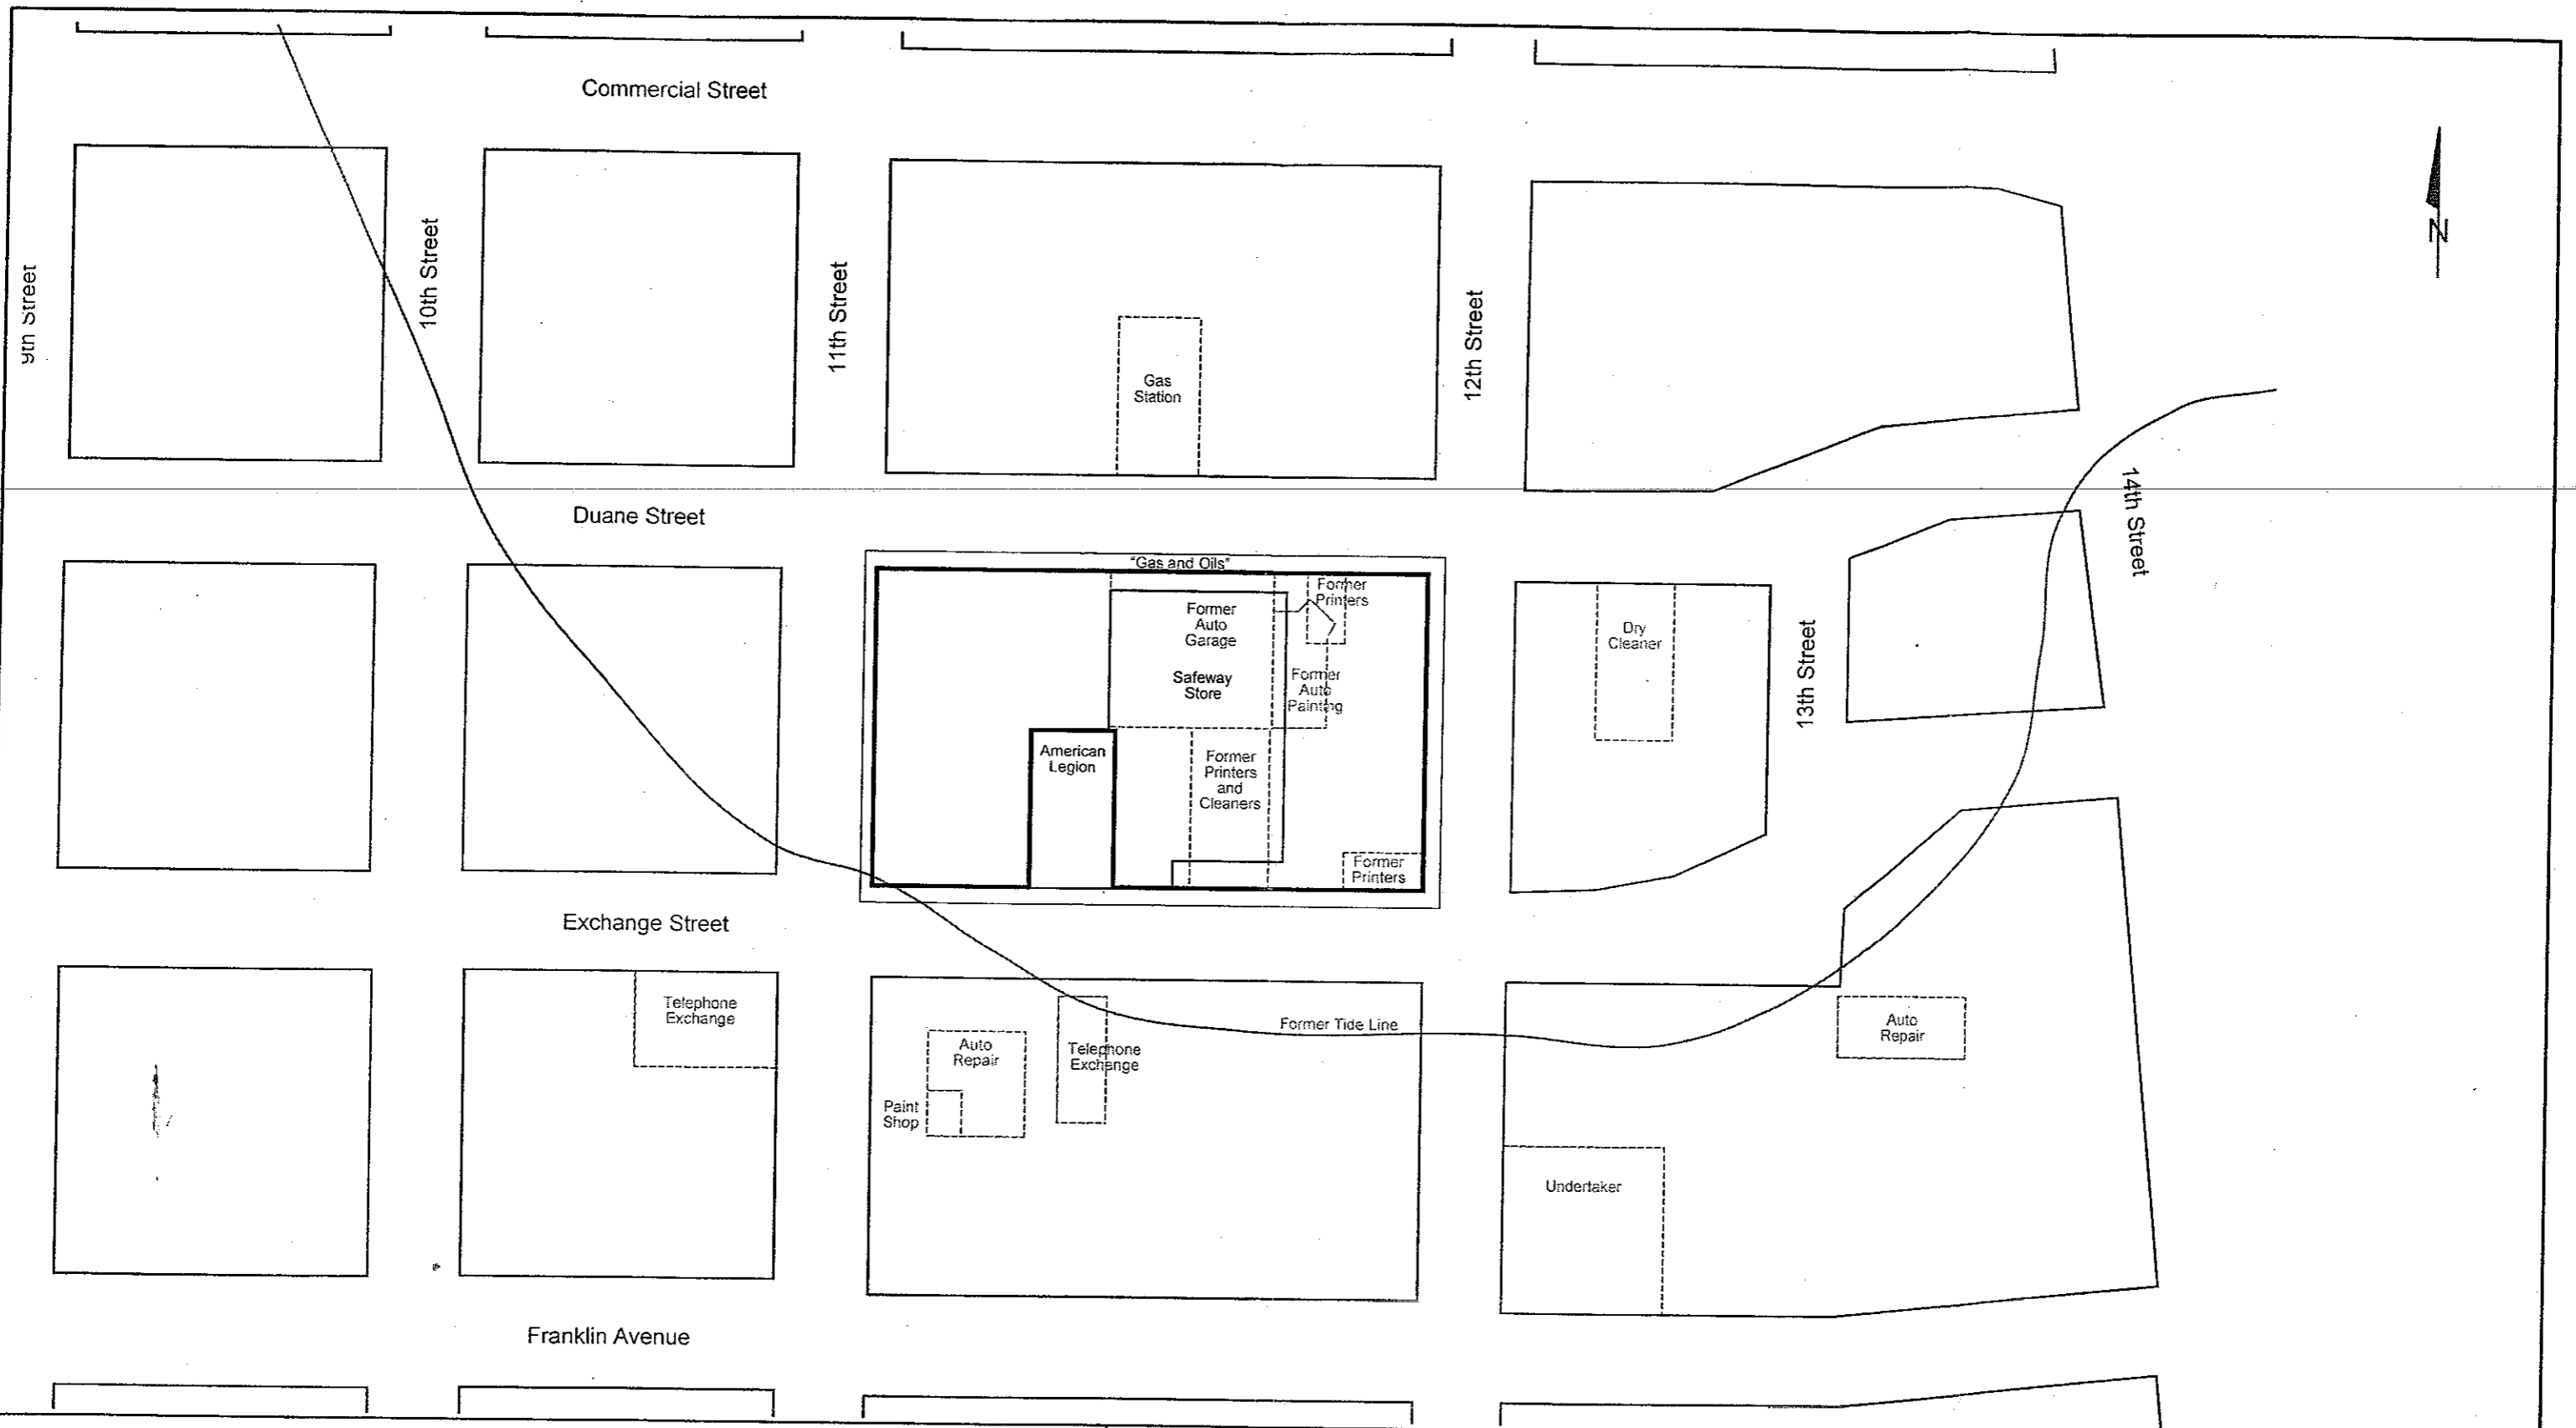 Commercial Street
9th Street
10th Street
11th Street
12th Street
N
Gas
Station
14th Street
Duane Street
"Gas and Oils"
Former
Printers
Former
Auto
Garage
Safeway
Store
Former
Auto
Painting
Dry
Cleaner
13th Street
American
Legion
Former
Printers
and
Cleaners
Former
Printers
Exchange Street
Telephone
Exchange
Auto
Repair
Telephone
Exchange
Former Tide Line
Auto
Repair
Paint
Shop
Undertaker
Franklin Avenue